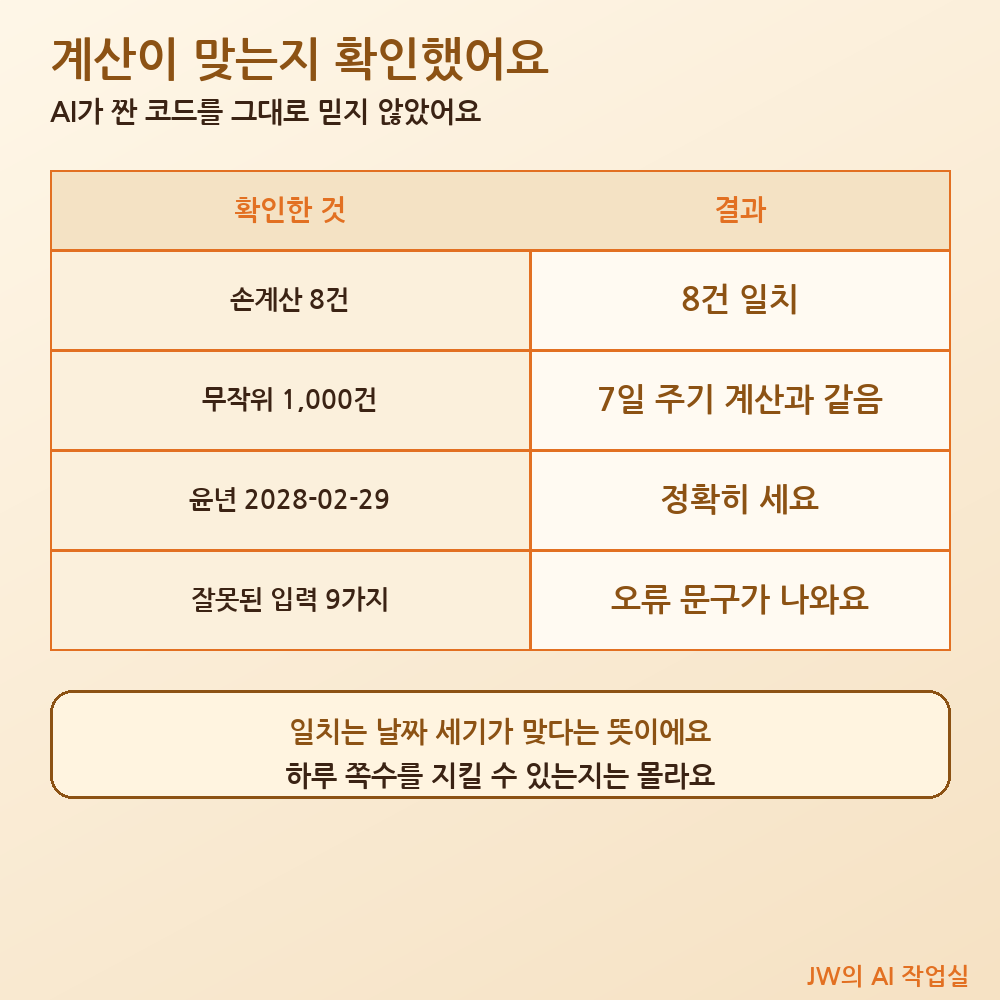 계산이 맞는지 확인했어요
AI가 짠 코드를 그대로 믿지 않았어요
확인한 것 결과
손계산 8건 8건 일치
무작위 1,000건 7일 주기 계산과 같음
윤년 2028-02-29 정확히 세요
잘못된 입력 9가지 오류 문구가 나와요
일치는 날짜 세기가 맞다는 뜻이에요
하루 쪽수를 지킬 수 있는지는 몰라요
JW의 AI 작업실